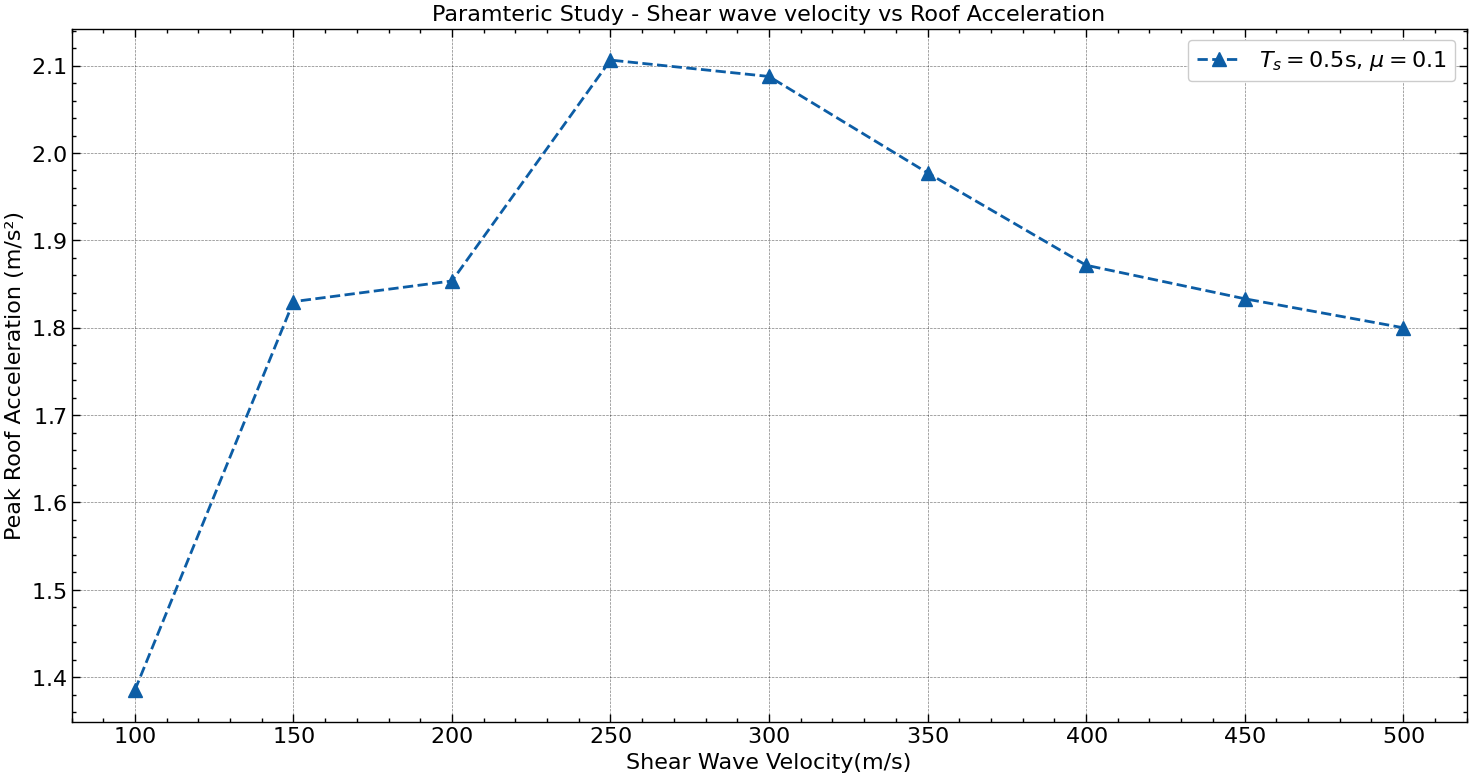 Paramteric Study - Shear wave velocity vs Roof Acceleration
Tₛ = 0.5s, μ = 0.1
Peak Roof Acceleration (m/s²)
2.1
2.0
1.9
1.8
1.7
1.6
1.5
1.4
100 150 200 250 300 350 400 450 500
Shear Wave Velocity(m/s)